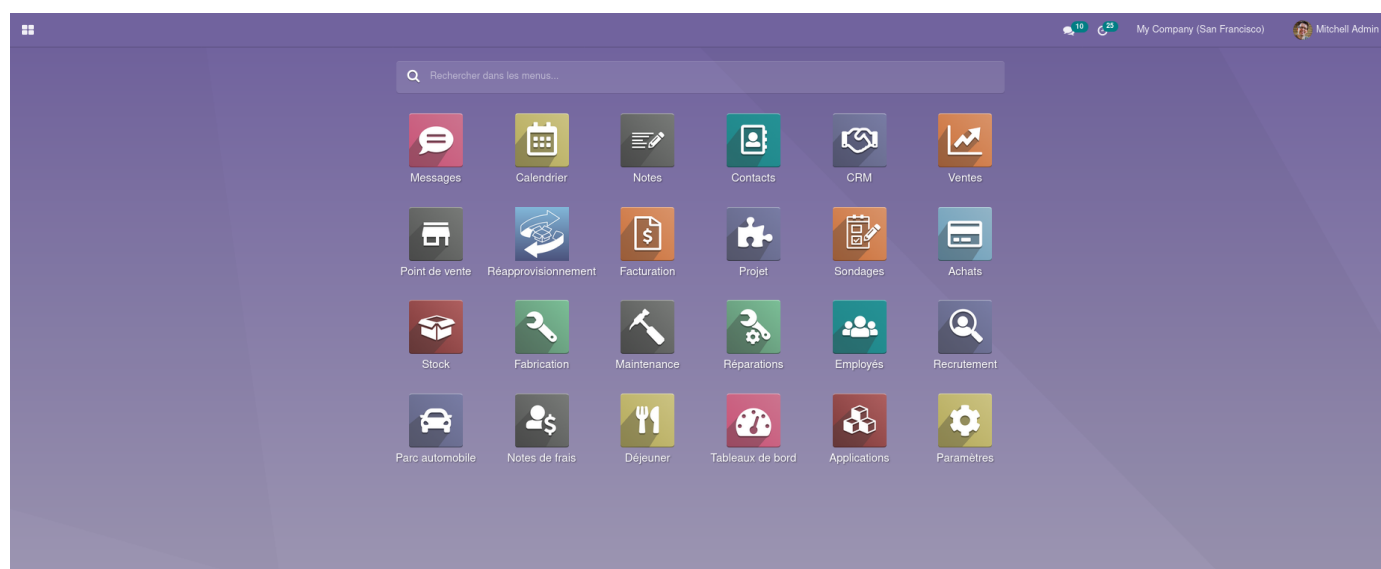 10 25 My Company (San Francisco) Mitchell Admin
Rechercher dans les menus...
Messages Calendrier Notes Contacts CRM Ventes
Point de vente Réapprovisionnement Facturation Projet Sondages Achats
Stock Fabrication Maintenance Réparations Employés Recrutement
Parc automobile Notes de frais Déjeuner Tableaux de bord Applications Paramètres